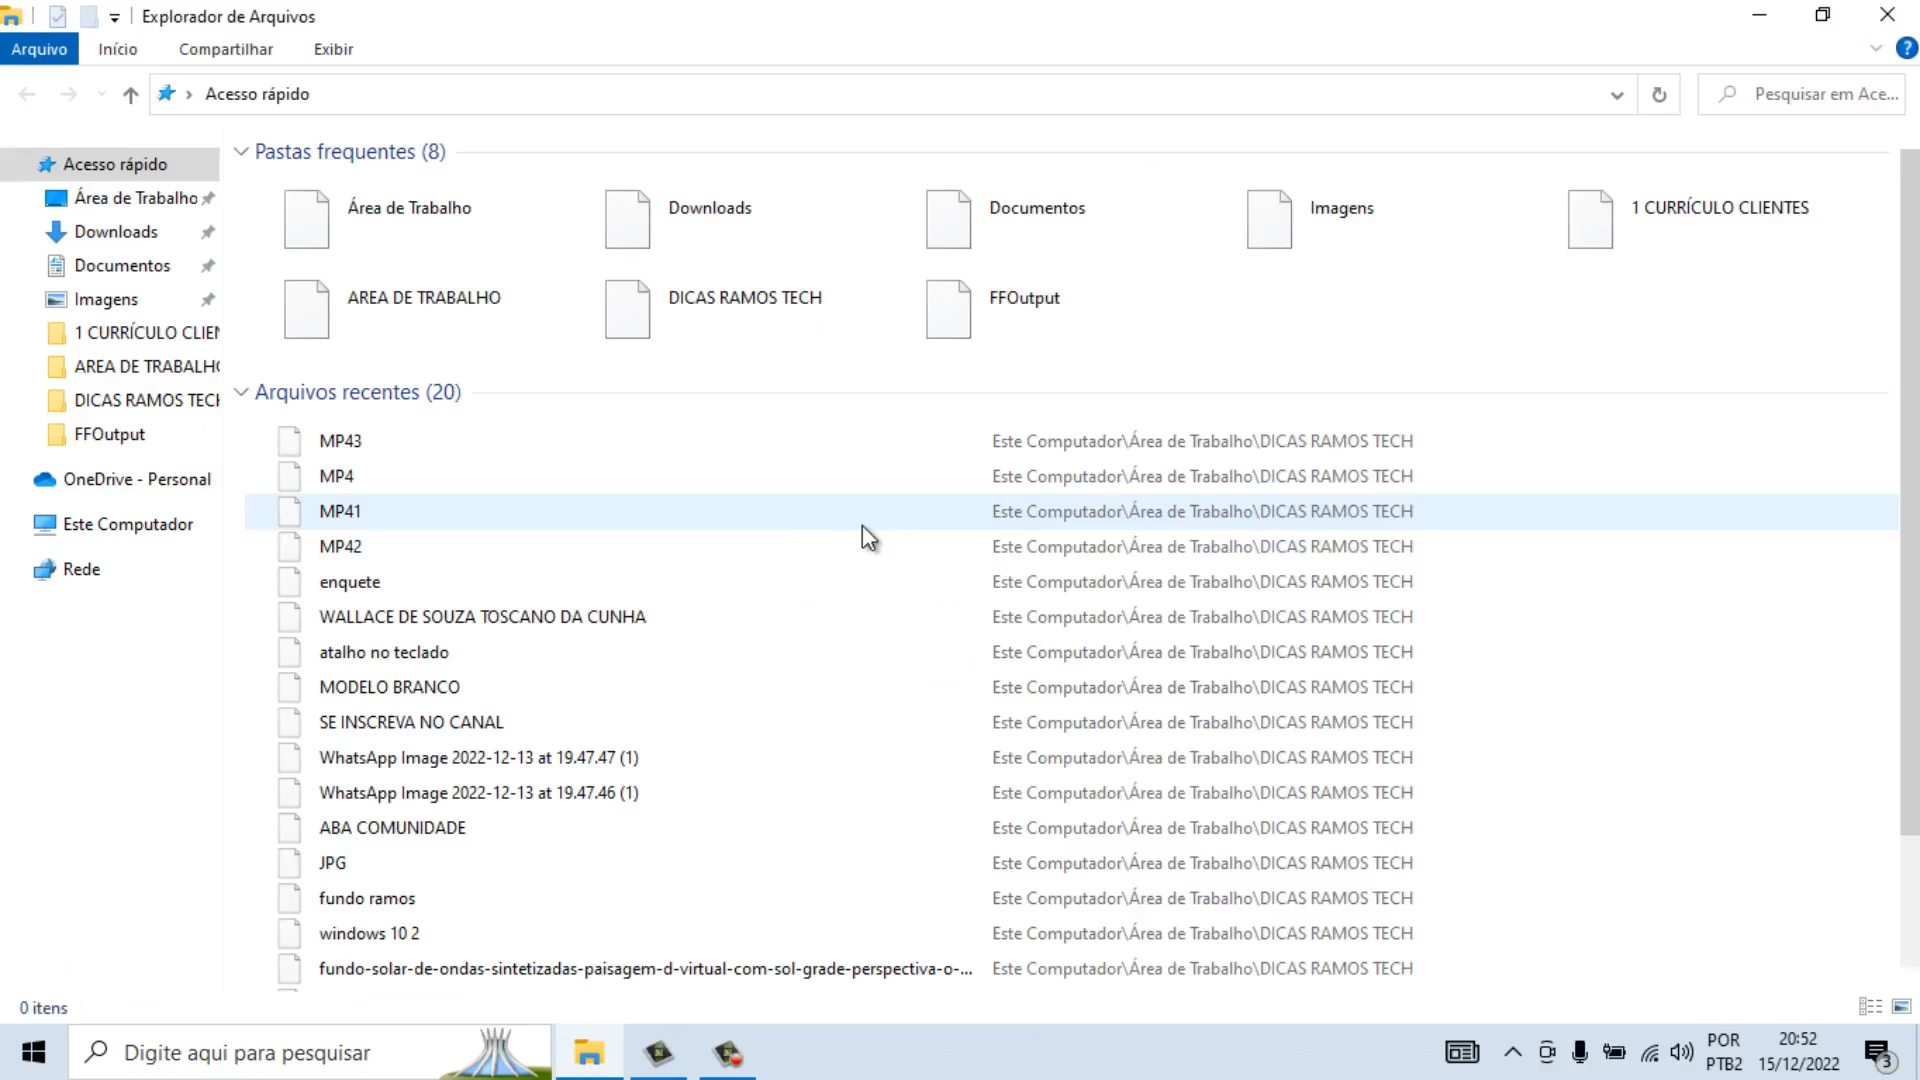 Explorador de Arquivos
Arquivo Início Compartilhar Exibir
?
Acesso rápido
Pesquisar em Ace...
Acesso rápido
Área de Trabalho
Downloads
Documentos
Imagens
1 CURRÍCULO CLIEN
AREA DE TRABALHO
DICAS RAMOS TECH
FFOutput
OneDrive - Personal
Este Computador
Rede
Pastas frequentes (8)
Área de Trabalho Downloads Documentos Imagens 1 CURRÍCULO CLIENTES
AREA DE TRABALHO DICAS RAMOS TECH FFOutput
Arquivos recentes (20)
MP43 Este Computador\Área de Trabalho\DICAS RAMOS TECH
MP4 Este Computador\Área de Trabalho\DICAS RAMOS TECH
MP41 Este Computador\Área de Trabalho\DICAS RAMOS TECH
MP42 Este Computador\Área de Trabalho\DICAS RAMOS TECH
enquete Este Computador\Área de Trabalho\DICAS RAMOS TECH
WALLACE DE SOUZA TOSCANO DA CUNHA Este Computador\Área de Trabalho\DICAS RAMOS TECH
atalho no teclado Este Computador\Área de Trabalho\DICAS RAMOS TECH
MODELO BRANCO Este Computador\Área de Trabalho\DICAS RAMOS TECH
SE INSCREVA NO CANAL Este Computador\Área de Trabalho\DICAS RAMOS TECH
WhatsApp Image 2022-12-13 at 19.47.47 (1) Este Computador\Área de Trabalho\DICAS RAMOS TECH
WhatsApp Image 2022-12-13 at 19.47.46 (1) Este Computador\Área de Trabalho\DICAS RAMOS TECH
ABA COMUNIDADE Este Computador\Área de Trabalho\DICAS RAMOS TECH
JPG Este Computador\Área de Trabalho\DICAS RAMOS TECH
fundo ramos Este Computador\Área de Trabalho\DICAS RAMOS TECH
windows 10 2 Este Computador\Área de Trabalho\DICAS RAMOS TECH
fundo-solar-de-ondas-sintetizadas-paisagem-d-virtual-com-sol-grade-perspectiva-o-... Este Computador\Área de Trabalho\DICAS RAMOS TECH
0 itens
Digite aqui para pesquisar
POR
PTB2
20:52
15/12/2022
3